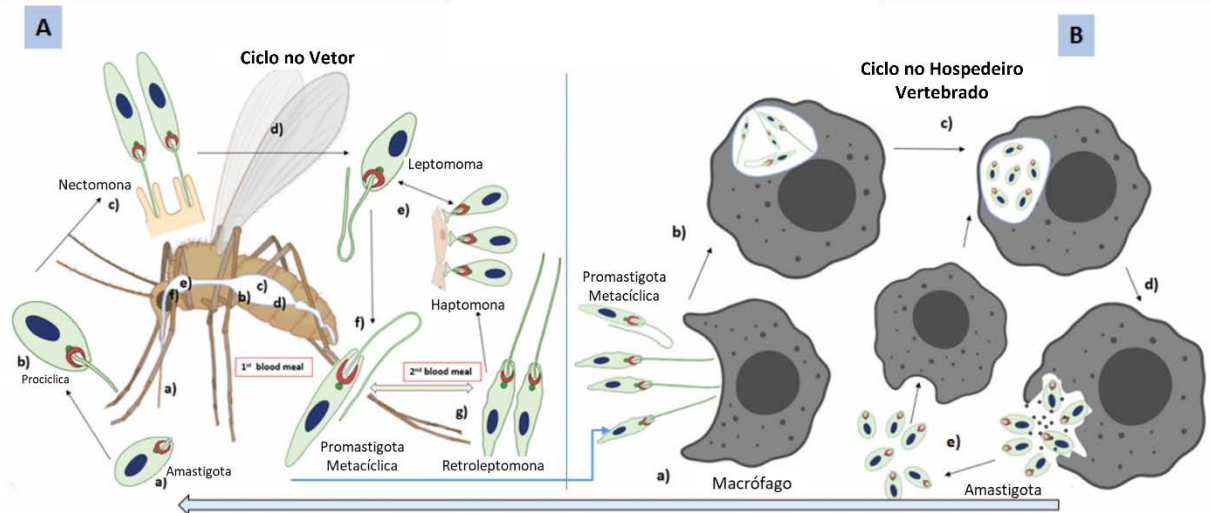 A
Ciclo no Vetor
d)
Nectomona
c)
Leptomoma
e)
Haptomona
e)
f)
b)
c)
d)
b)
Prociclica
a)
1st blood meal
f)
2nd blood meal
g)
Amastigota
a)
Promastigota
Metacíclica
Retroleptomona
B
Ciclo no Hospedeiro
Vertebrado
c)
b)
Promastigota
Metacíclica
d)
e)
a)
Macrófago
Amastigota